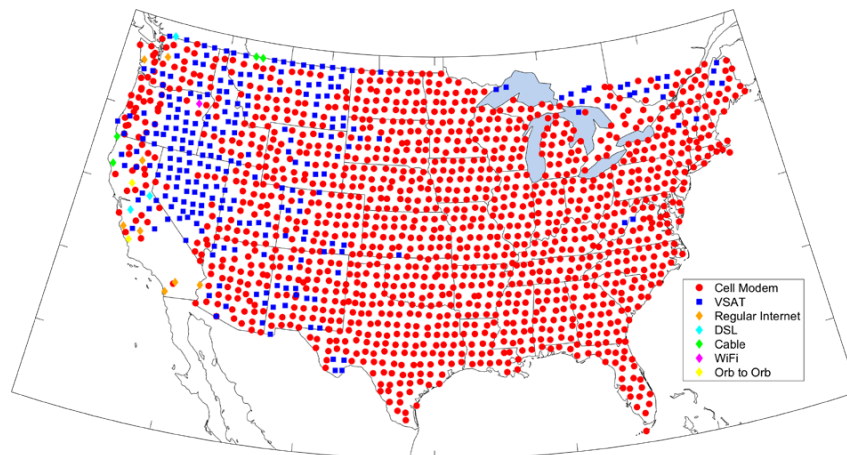 Cell Modem
VSAT
Regular Internet
DSL
Cable
WiFi
Orb to Orb